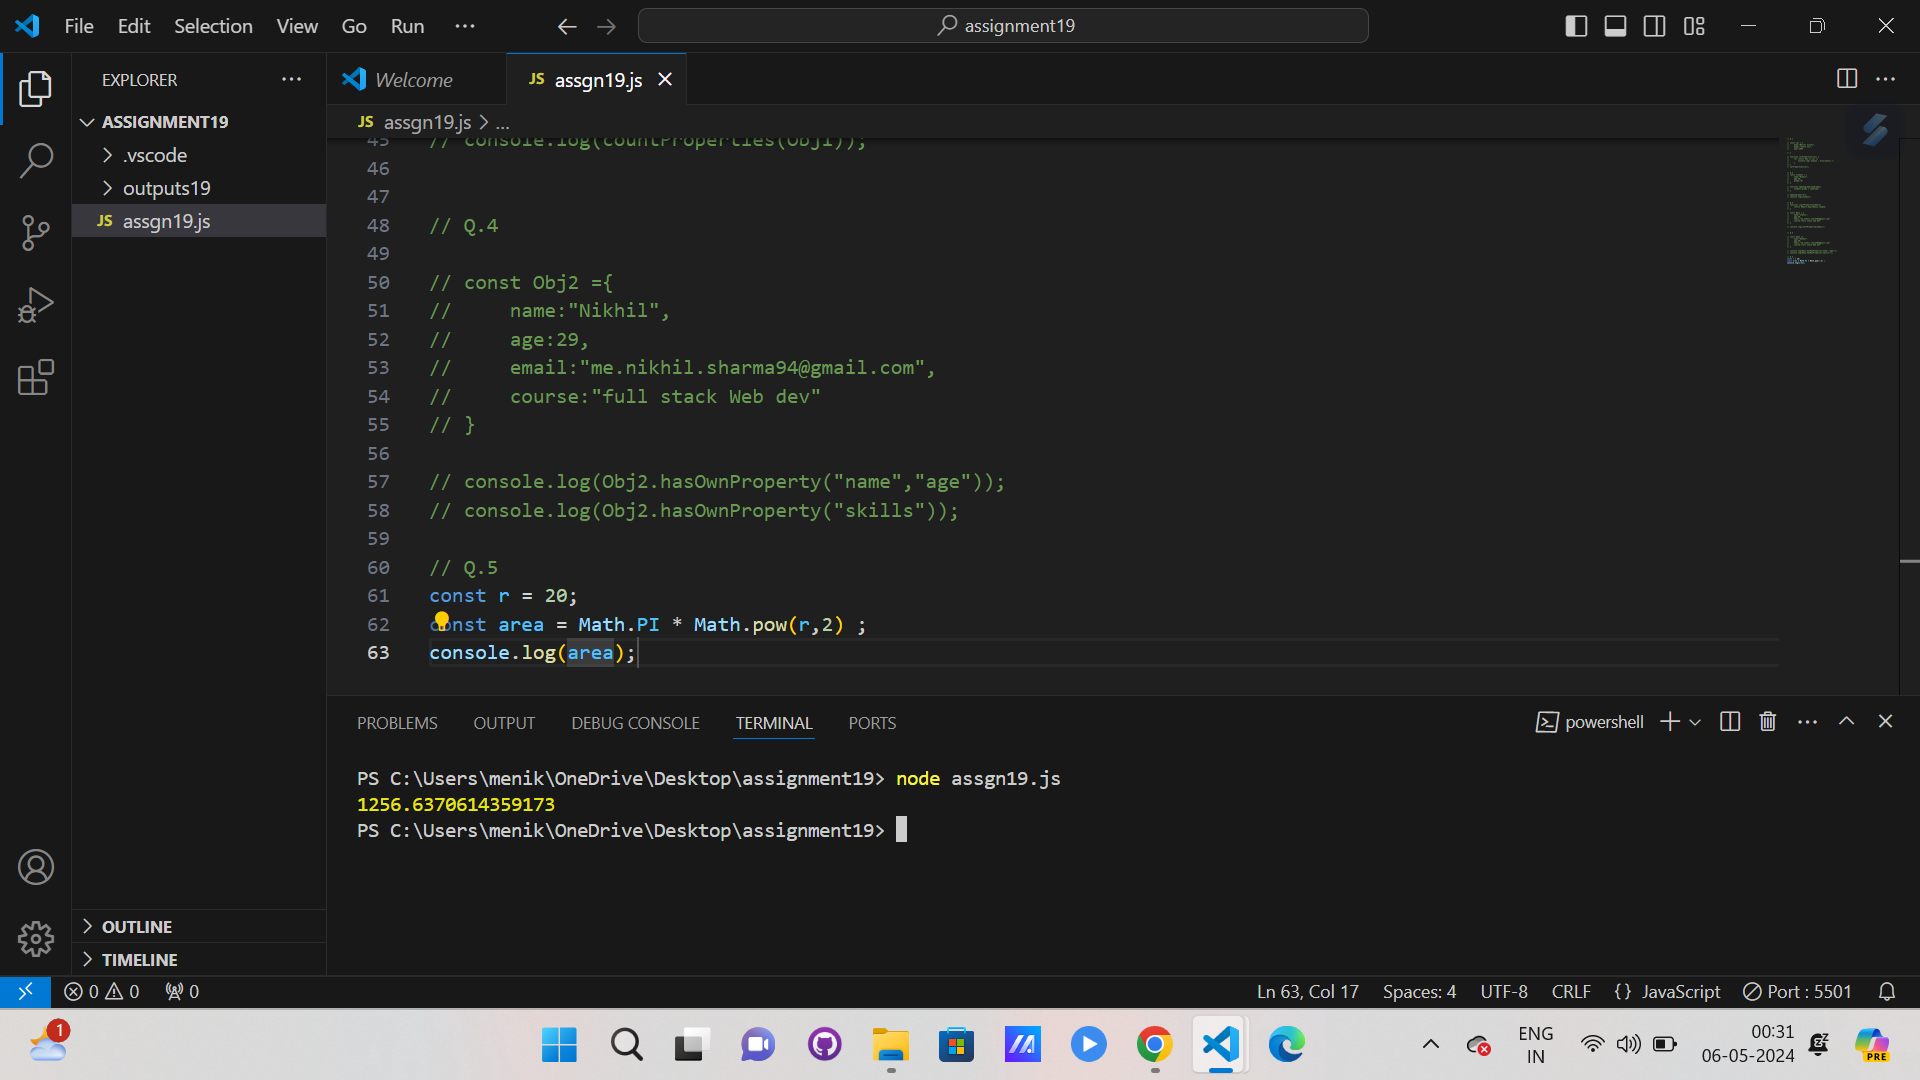 File Edit Selection View Go Run ...
assignment19
EXPLORER
ASSIGNMENT19
.vscode
outputs19
JS assgn19.js
Welcome
JS assgn19.js
JS assgn19.js > ...
45 // console.log(countProperties(Obj1));
46
47
48 // Q.4
49
50 // const Obj2 ={
51 //     name:"Nikhil",
52 //     age:29,
53 //     email:"me.nikhil.sharma94@gmail.com",
54 //     course:"full stack Web dev"
55 // }
56
57 // console.log(Obj2.hasOwnProperty("name","age"));
58 // console.log(Obj2.hasOwnProperty("skills"));
59
60 // Q.5
61 const r = 20;
62 const area = Math.PI * Math.pow(r,2) ;
63 console.log(area);
PROBLEMS OUTPUT DEBUG CONSOLE TERMINAL PORTS
powershell
PS C:\Users\menik\OneDrive\Desktop\assignment19> node assgn19.js
1256.6370614359173
PS C:\Users\menik\OneDrive\Desktop\assignment19>
OUTLINE
TIMELINE
0 0 0
Ln 63, Col 17 Spaces: 4 UTF-8 CRLF {} JavaScript Port : 5501
1
ENG
IN
00:31
06-05-2024
PRE